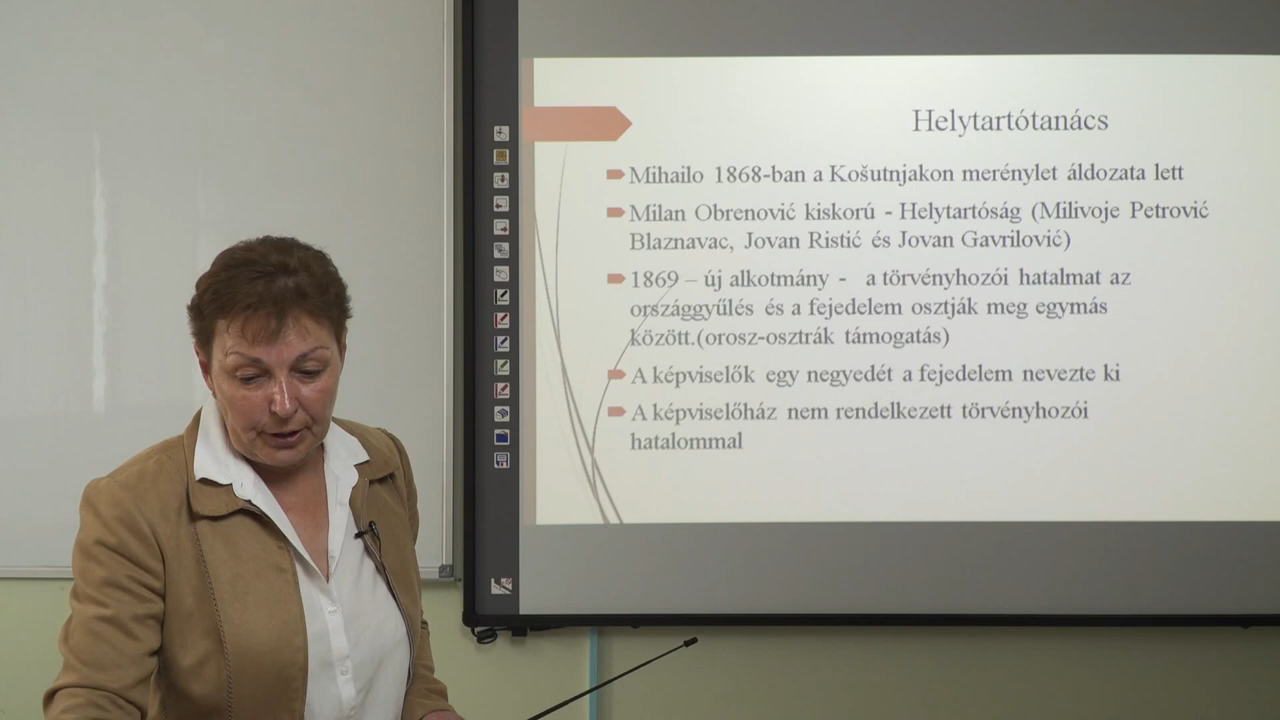 Helytartótanács
Mihailo 1868-ban a Košutnjakon merénylet áldozata lett
Milan Obrenović kiskorú - Helytartóság (Milivoje Petrović
Blaznavac, Jovan Ristić és Jovan Gavrilović)
1869 – új alkotmány - a törvényhozói hatalmat az
országgyűlés és a fejedelem osztják meg egymás
között.(orosz-osztrák támogatás)
A képviselők egy negyedét a fejedelem nevezte ki
A képviselőház nem rendelkezett törvényhozói
hatalommal